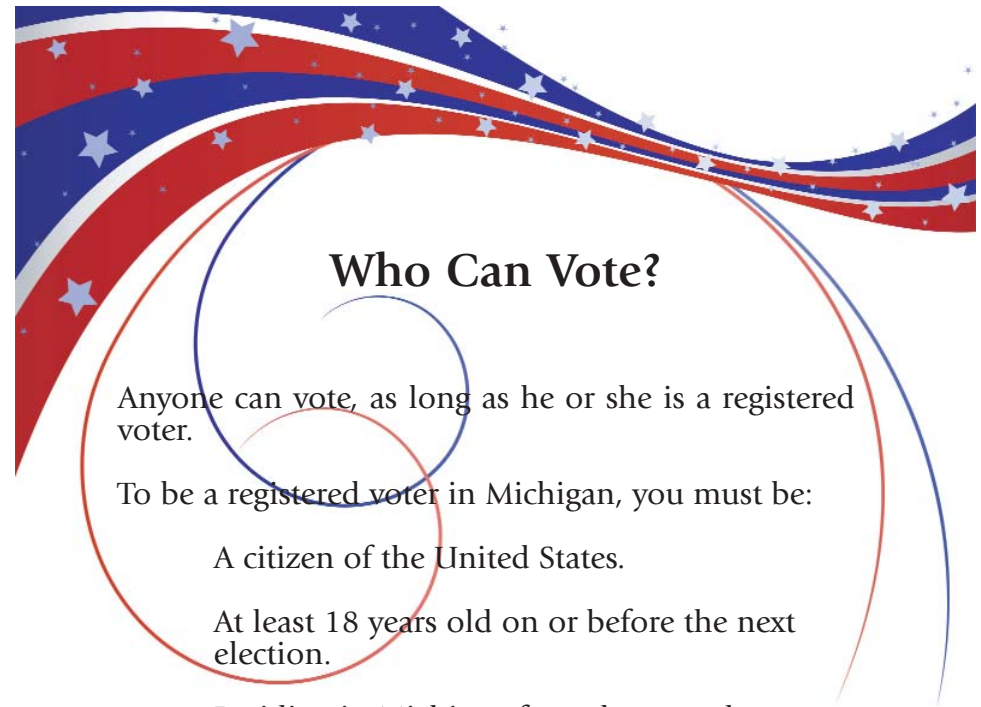 Who Can Vote?
Anyone can vote, as long as he or she is a registered
voter.
To be a registered voter in Michigan, you must be:
A citizen of the United States.
At least 18 years old on or before the next
election.